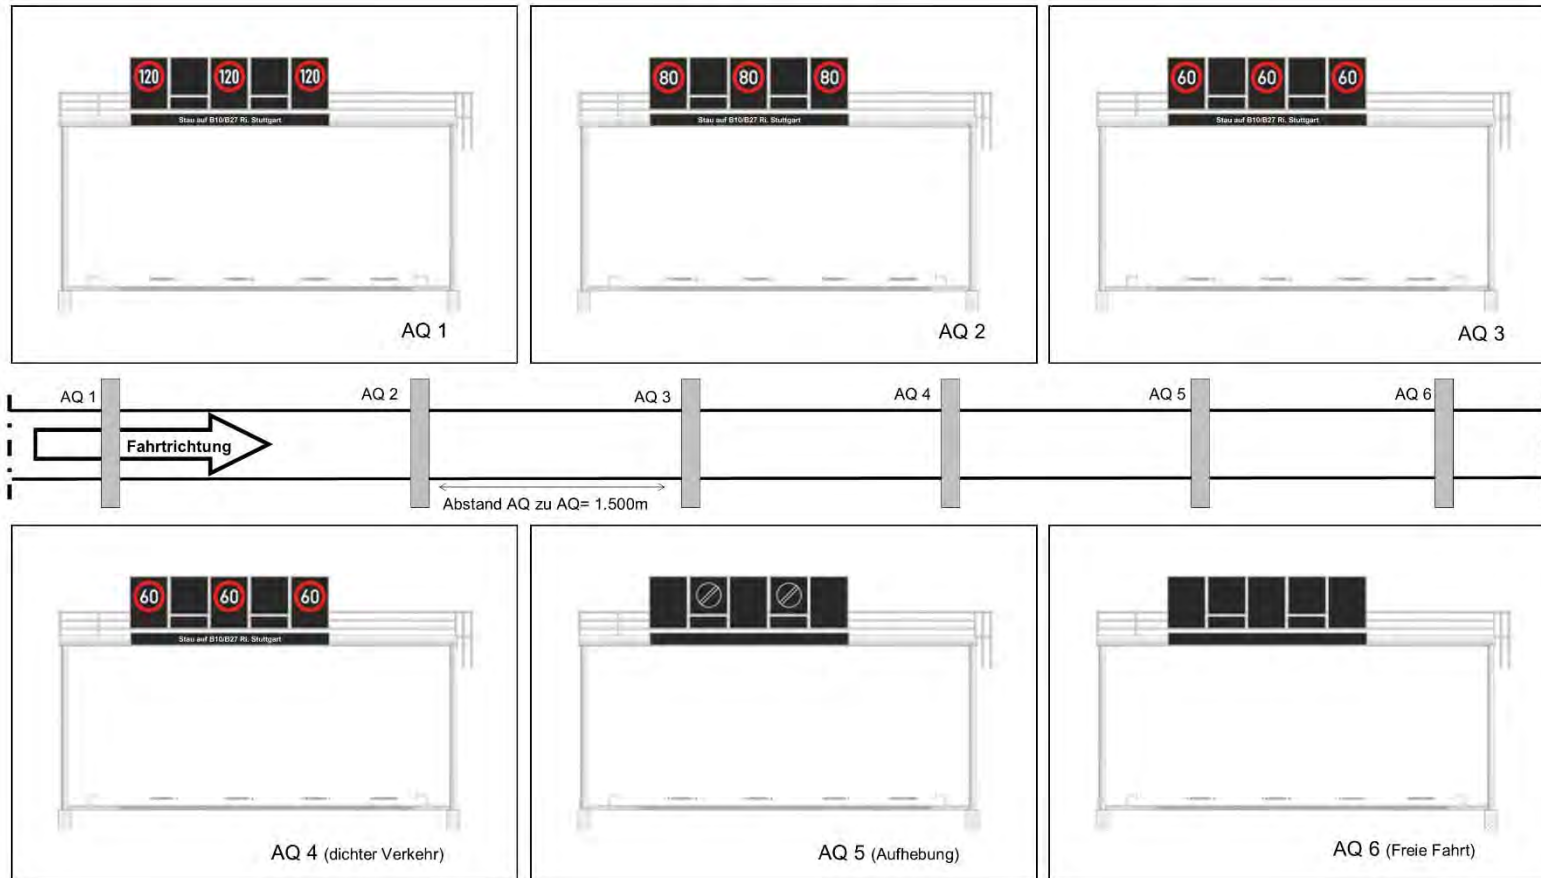 120 120 120
Stau auf B10/B27 Ri. Stuttgart
AQ 1
80 80 80
Stau auf B10/B27 Ri. Stuttgart
AQ 2
60 60 60
Stau auf B10/B27 Ri. Stuttgart
AQ 3
AQ 1 AQ 2 AQ 3 AQ 4 AQ 5 AQ 6
Fahrtrichtung
Abstand AQ zu AQ= 1.500m
60 60 60
Stau auf B10/B27 Ri. Stuttgart
AQ 4 (dichter Verkehr)
AQ 5 (Aufhebung)
AQ 6 (Freie Fahrt)